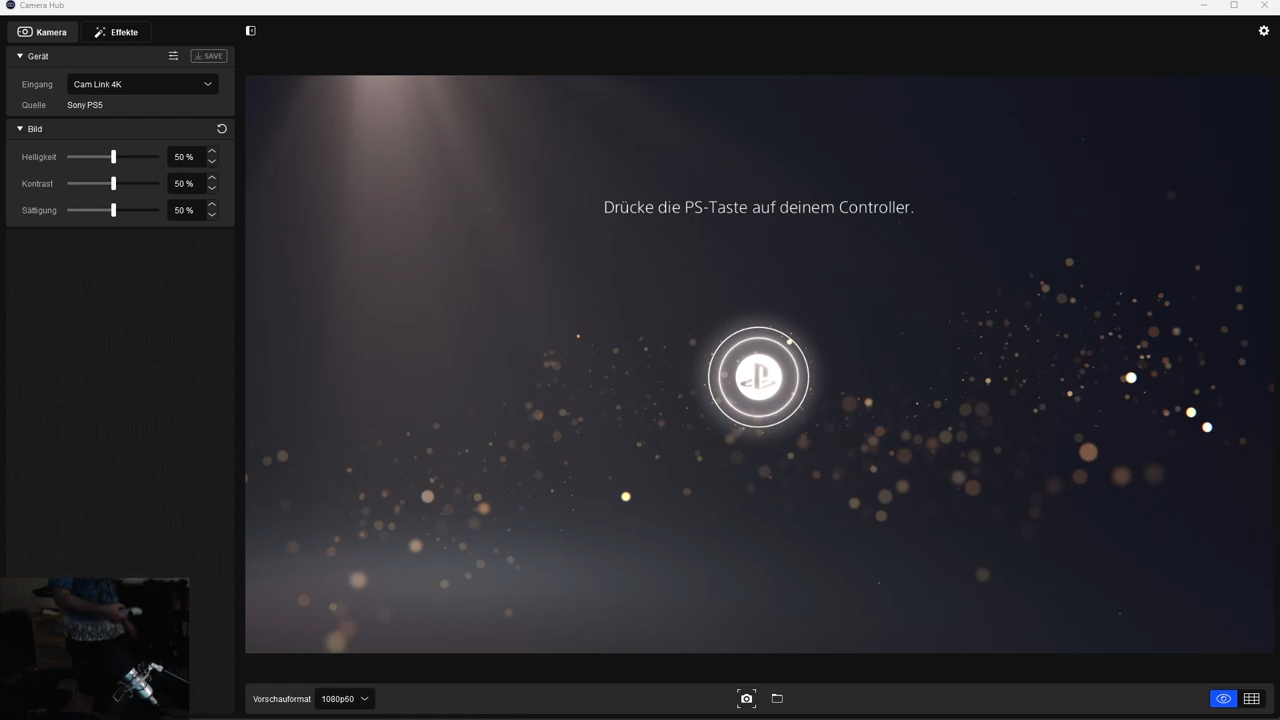 Camera Hub
Kamera
Effekte
Gerät
SAVE
Eingang
Cam Link 4K
Quelle
Sony PS5
Bild
Helligkeit
50 %
Kontrast
50 %
Sättigung
50 %
Drücke die PS-Taste auf deinem Controller.
Vorschauformat
1080p60